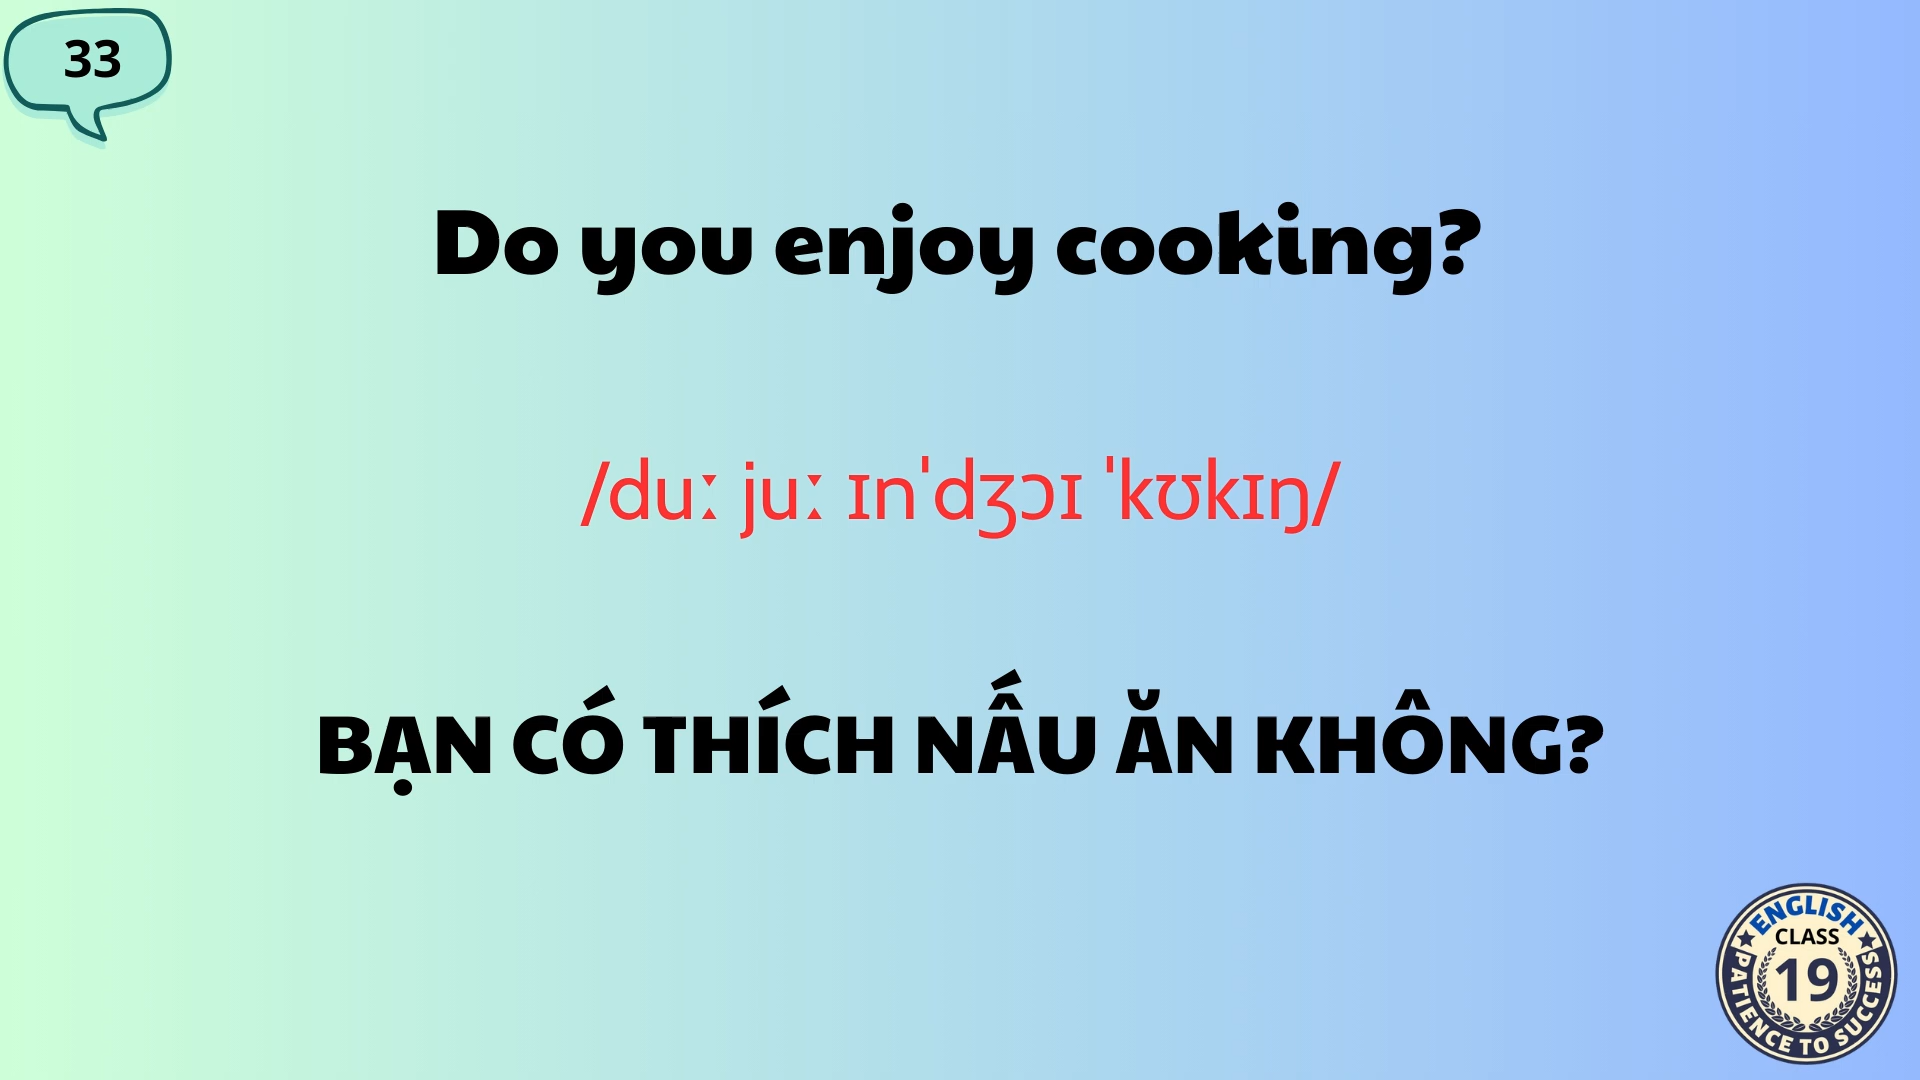 33
Do you enjoy cooking?
/duː juː ɪnˈdʒɔɪ ˈkʊkɪŋ/
BẠN CÓ THÍCH NẤU ĂN KHÔNG?
ENGLISH
CLASS
19
PATIENCE TO SUCCESS